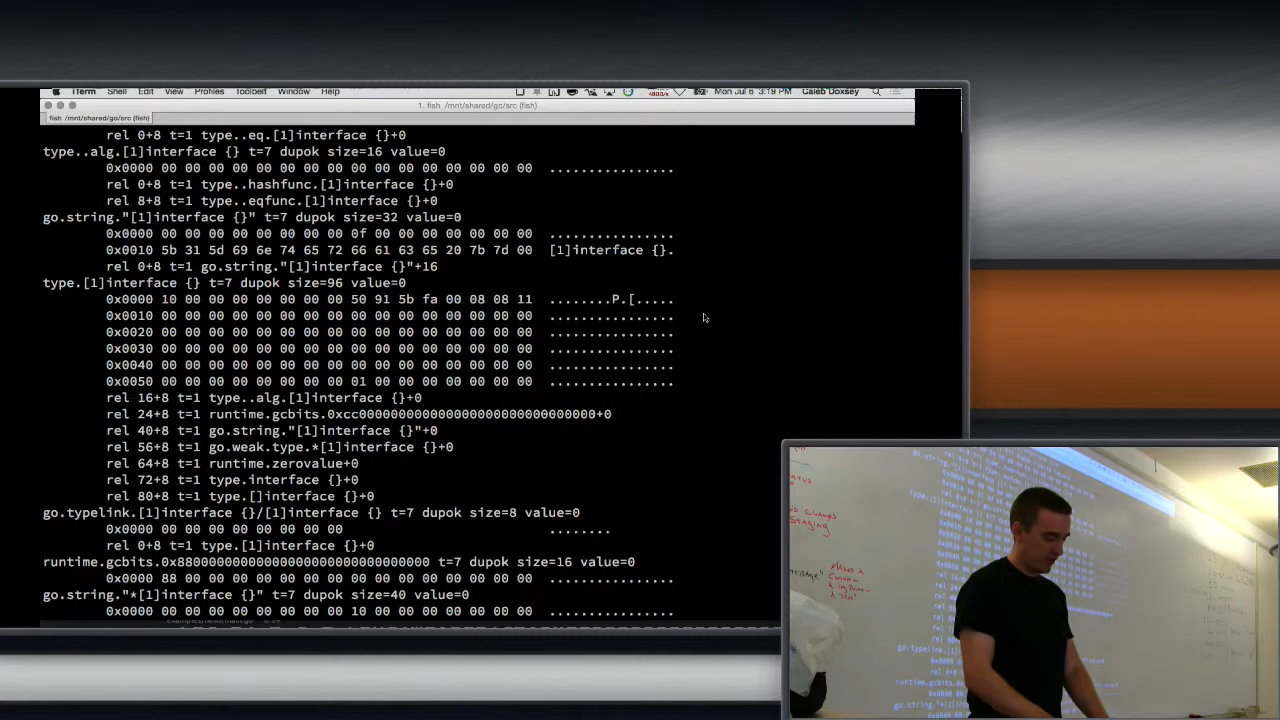 iTerm Shell Edit View Profiles Toolbelt Window Help Mon Jul 6 3:19 PM Caleb Doxsey
1. fish /mnt/shared/go/src (fish)
fish /mnt/shared/go/src (fish)
rel 0+8 t=1 type..eq.[1]interface {}+0
type..alg.[1]interface {} t=7 dupok size=16 value=0
0x0000 00 00 00 00 00 00 00 00 00 00 00 00 00 00 00 00 ................
rel 0+8 t=1 type..hashfunc.[1]interface {}+0
rel 8+8 t=1 type..eqfunc.[1]interface {}+0
go.string."[1]interface {}" t=7 dupok size=32 value=0
0x0000 00 00 00 00 00 00 00 00 0f 00 00 00 00 00 00 00 ................
0x0010 5b 31 5d 69 6e 74 65 72 66 61 63 65 20 7b 7d 00 [1]interface {}.
rel 0+8 t=1 go.string."[1]interface {}"+16
type.[1]interface {} t=7 dupok size=96 value=0
0x0000 10 00 00 00 00 00 00 00 50 91 5b fa 00 08 08 11 ........P.[.....
0x0010 00 00 00 00 00 00 00 00 00 00 00 00 00 00 00 00 ................
0x0020 00 00 00 00 00 00 00 00 00 00 00 00 00 00 00 00 ................
0x0030 00 00 00 00 00 00 00 00 00 00 00 00 00 00 00 00 ................
0x0040 00 00 00 00 00 00 00 00 00 00 00 00 00 00 00 00 ................
0x0050 00 00 00 00 00 00 00 00 01 00 00 00 00 00 00 00 ................
rel 16+8 t=1 type..alg.[1]interface {}+0
rel 24+8 t=1 runtime.gcbits.0xcc000000000000000000000000000000+0
rel 40+8 t=1 go.string."[1]interface {}"+0
rel 56+8 t=1 go.weak.type.*[1]interface {}+0
rel 64+8 t=1 runtime.zerovalue+0
rel 72+8 t=1 type.interface {}+0
rel 80+8 t=1 type.[]interface {}+0
go.typelink.[1]interface {}/[1]interface {} t=7 dupok size=8 value=0
0x0000 00 00 00 00 00 00 00 00 ........
rel 0+8 t=1 type.[1]interface {}+0
runtime.gcbits.0x88000000000000000000000000000000 t=7 dupok size=16 value=0
0x0000 88 00 00 00 00 00 00 00 00 00 00 00 00 00 00 00 ................
go.string."*[1]interface {}" t=7 dupok size=40 value=0
0x0000 00 00 00 00 00 00 00 00 10 00 00 00 00 00 00 00 ................
CHANGES
STAGING
MAKES A